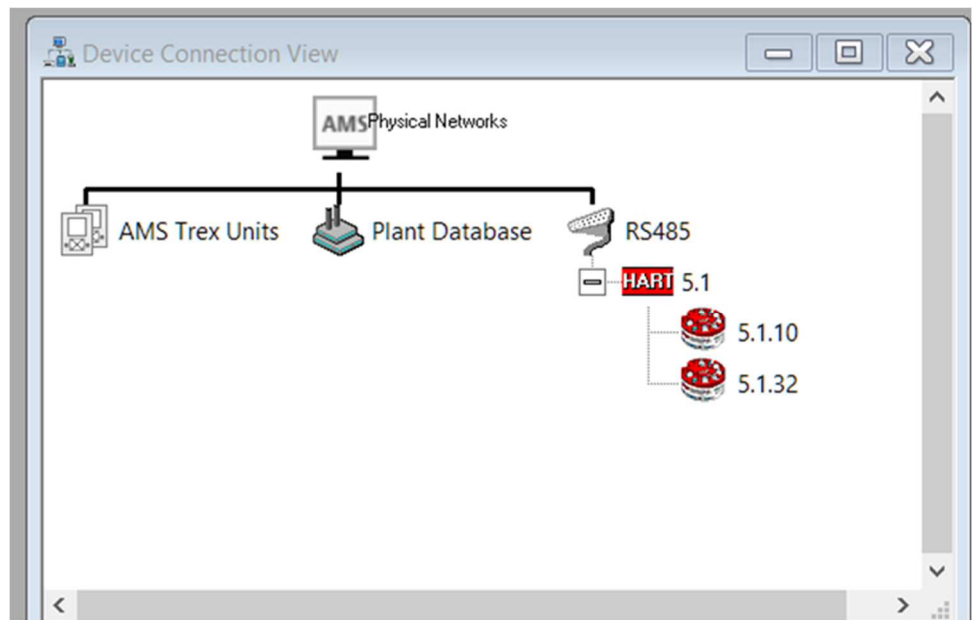 Device Connection View
AMS Physical Networks
AMS Trex Units
Plant Database
RS485
HART 5.1
5.1.10
5.1.32